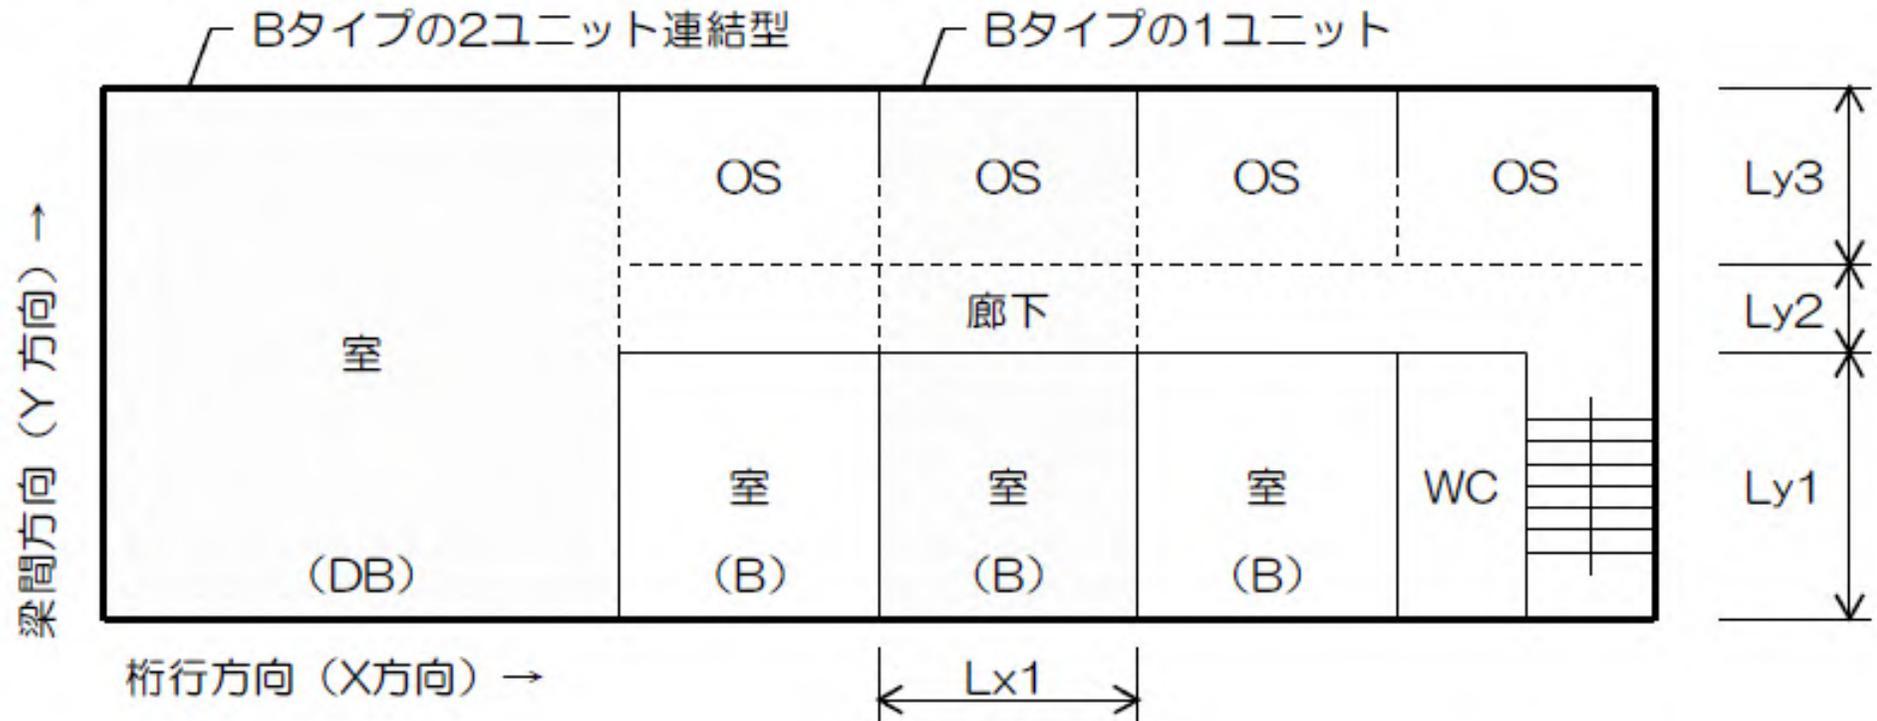 Bタイプの2ユニット連結型
Bタイプの1ユニット
OS
OS
OS
OS
Ly3
廊下
Ly2
室
室
室
室
WC
Ly1
(DB)
(B)
(B)
(B)
梁間方向(Y方向)→
桁行方向(X方向)→
Lx1